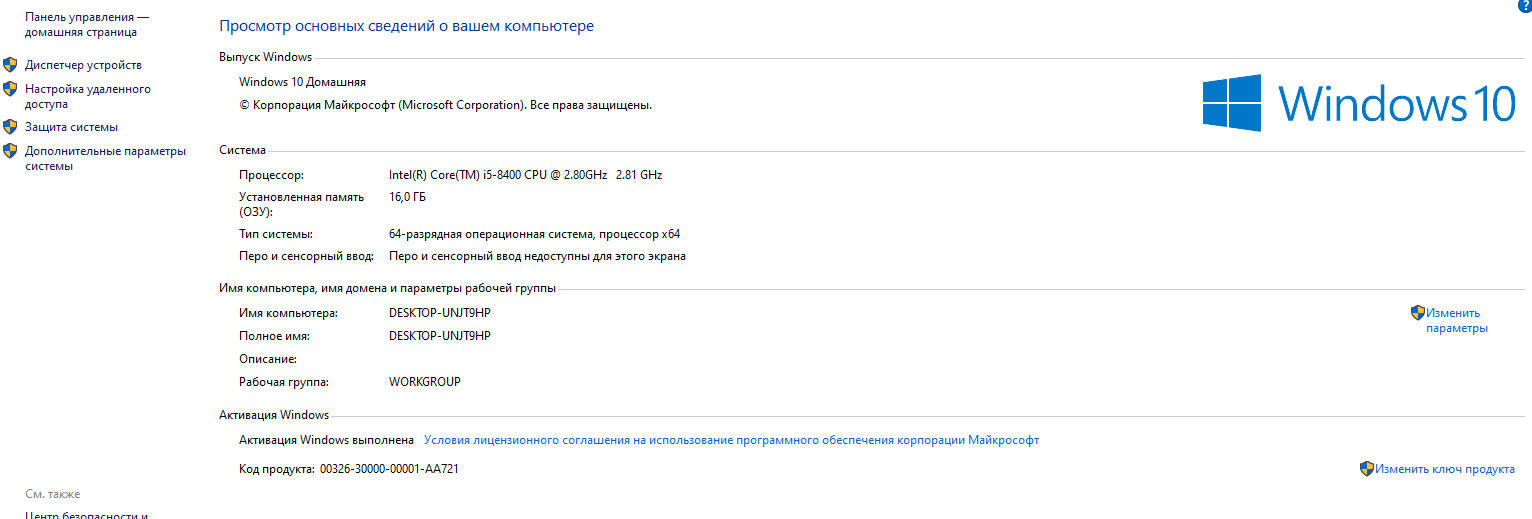 Панель управления —
домашняя страница
Диспетчер устройств
Настройка удаленного
доступа
Защита системы
Дополнительные параметры
системы
См. также
Центр безопасности и
?
Просмотр основных сведений о вашем компьютере
Выпуск Windows
Windows 10 Домашняя
© Корпорация Майкрософт (Microsoft Corporation). Все права защищены.
Windows 10
Система
Процессор: Intel(R) Core(TM) i5-8400 CPU @ 2.80GHz 2.81 GHz
Установленная память
(ОЗУ): 16,0 ГБ
Тип системы: 64-разрядная операционная система, процессор x64
Перо и сенсорный ввод: Перо и сенсорный ввод недоступны для этого экрана
Имя компьютера, имя домена и параметры рабочей группы
Имя компьютера: DESKTOP-UNJT9HP
Изменить
параметры
Полное имя: DESKTOP-UNJT9HP
Описание:
Рабочая группа: WORKGROUP
Активация Windows
Активация Windows выполнена Условия лицензионного соглашения на использование программного обеспечения корпорации Майкрософт
Код продукта: 00326-30000-00001-AA721
Изменить ключ продукта